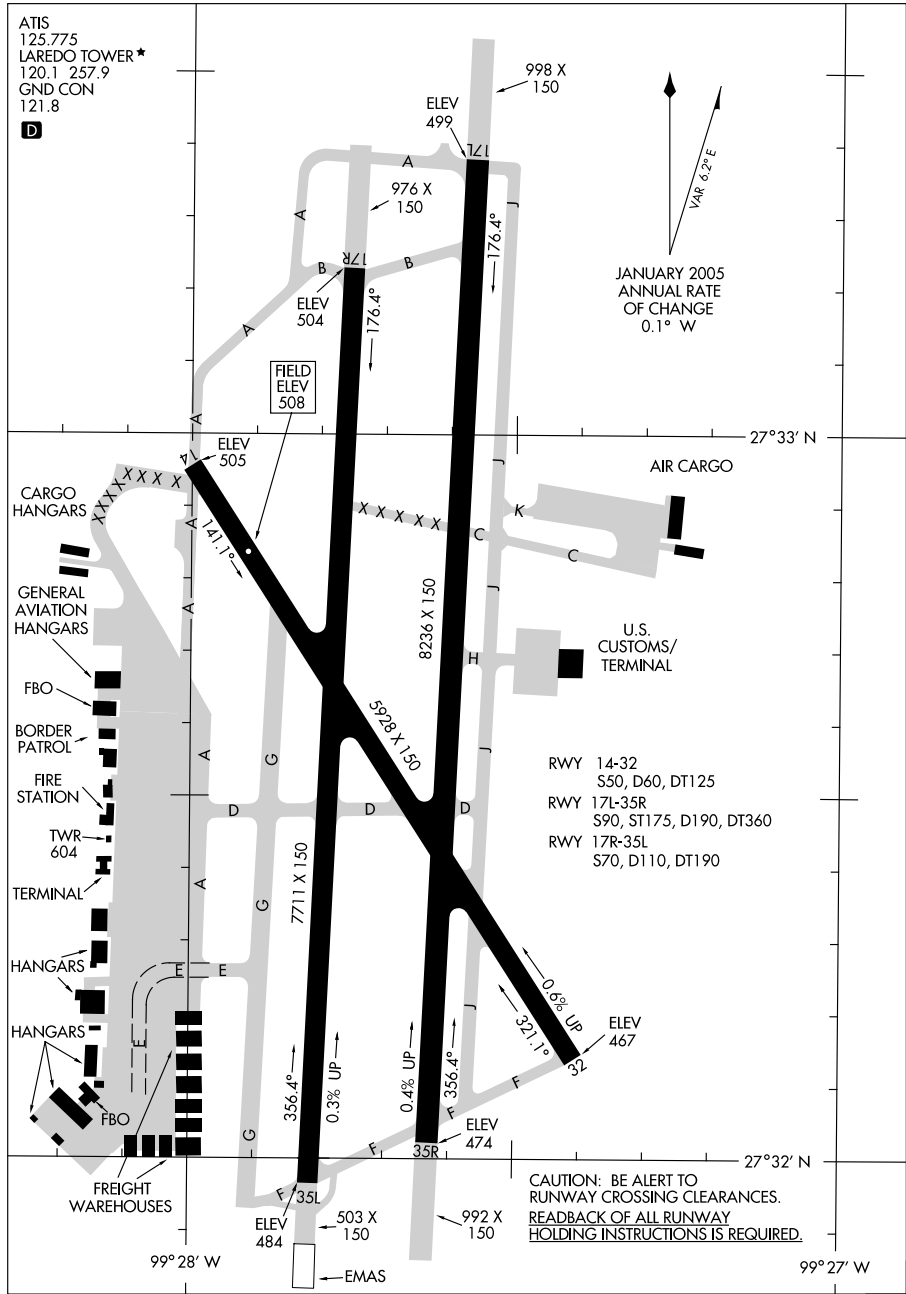 ATIS
125.775
LAREDO TOWER★
120.1 257.9
GND CON
121.8
D
998 X
150
ELEV
499
17L
A
976 X
150
A
J
VAR 6.2° E
176.4°
17R
B
B
ELEV
504
176.4°
A
JANUARY 2005
ANNUAL RATE
OF CHANGE
0.1° W
FIELD
ELEV
508
A
27° 33' N
14
ELEV
505
J
AIR CARGO
X X X X X X X X
CARGO
HANGARS
A
141.1°
X X X X X
C
K
C
GENERAL
AVIATION
HANGARS
A
J
8236 X 150
U.S.
CUSTOMS/
TERMINAL
H
FBO
BORDER
PATROL
5928 X 150
A
G
J
RWY 14-32
S50, D60, DT125
RWY 17L-35R
S90, ST175, D190, DT360
RWY 17R-35L
S70, D110, DT190
FIRE
STATION
D
D
D
TWR
604
TERMINAL
A
G
7711 X 150
HANGARS
E
E
E
0.6% UP
321.1°
J
ELEV
467
32
HANGARS
356.4°
0.3% UP
0.4% UP
356.4°
F
FBO
G
F
ELEV
474
35R
27° 32' N
FREIGHT
WAREHOUSES
F
35L
ELEV
484
503 X
150
992 X
150
CAUTION: BE ALERT TO
RUNWAY CROSSING CLEARANCES.
READBACK OF ALL RUNWAY
HOLDING INSTRUCTIONS IS REQUIRED.
99° 28' W
EMAS
99° 27' W